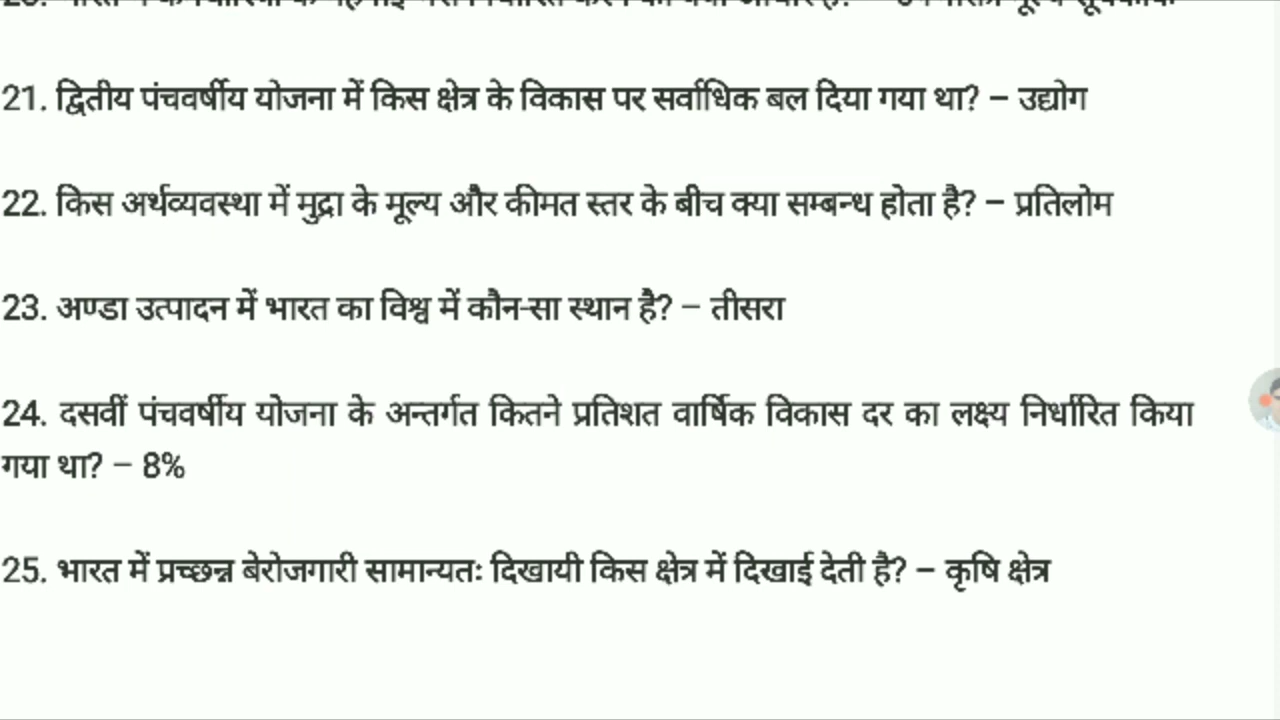 21. द्वितीय पंचवर्षीय योजना में किस क्षेत्र के विकास पर सर्वाधिक बल दिया गया था? – उद्योग
22. किस अर्थव्यवस्था में मुद्रा के मूल्य और कीमत स्तर के बीच क्या सम्बन्ध होता है? – प्रतिलोम
23. अण्डा उत्पादन में भारत का विश्व में कौन-सा स्थान है? – तीसरा
24. दसवीं पंचवर्षीय योजना के अन्तर्गत कितने प्रतिशत वार्षिक विकास दर का लक्ष्य निर्धारित किया
गया था? – 8%
25. भारत में प्रच्छन्न बेरोजगारी सामान्यतः दिखायी किस क्षेत्र में दिखाई देती है? – कृषि क्षेत्र